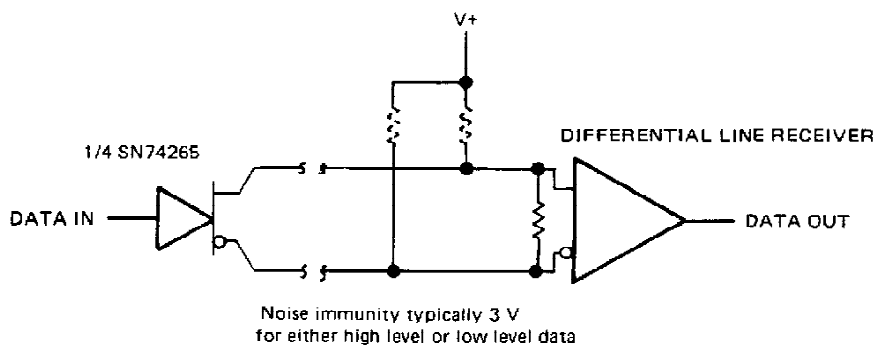 V+
DIFFERENTIAL LINE RECEIVER
1/4 SN74265
DATA IN
DATA OUT
Noise immunity typically 3 V
for either high level or low level data